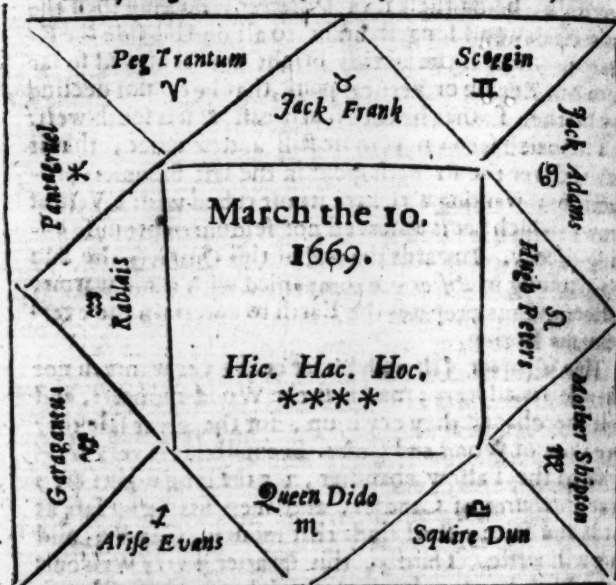 Peg Trantum
♈
Jack Frank
♉
Scoggin
♊
Jack Adams
♋
Hugh Peters
♌
Mother Shipton
♍
Squire Dun
♎
Queen Dido
♏
Arise Evans
♐
Garagantua
♑
Rablais
♒
Pantagruel
♓
March the 10.
1669.
Hic. Hac. Hoc.
****